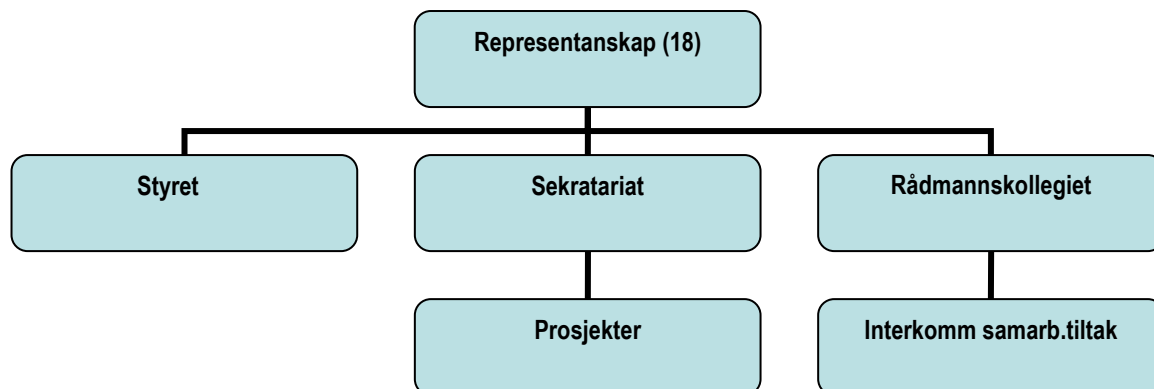 Representanskap (18)
Styret
Sekratariat
Rådmannskollegiet
Prosjekter
Interkomm samarb.tiltak